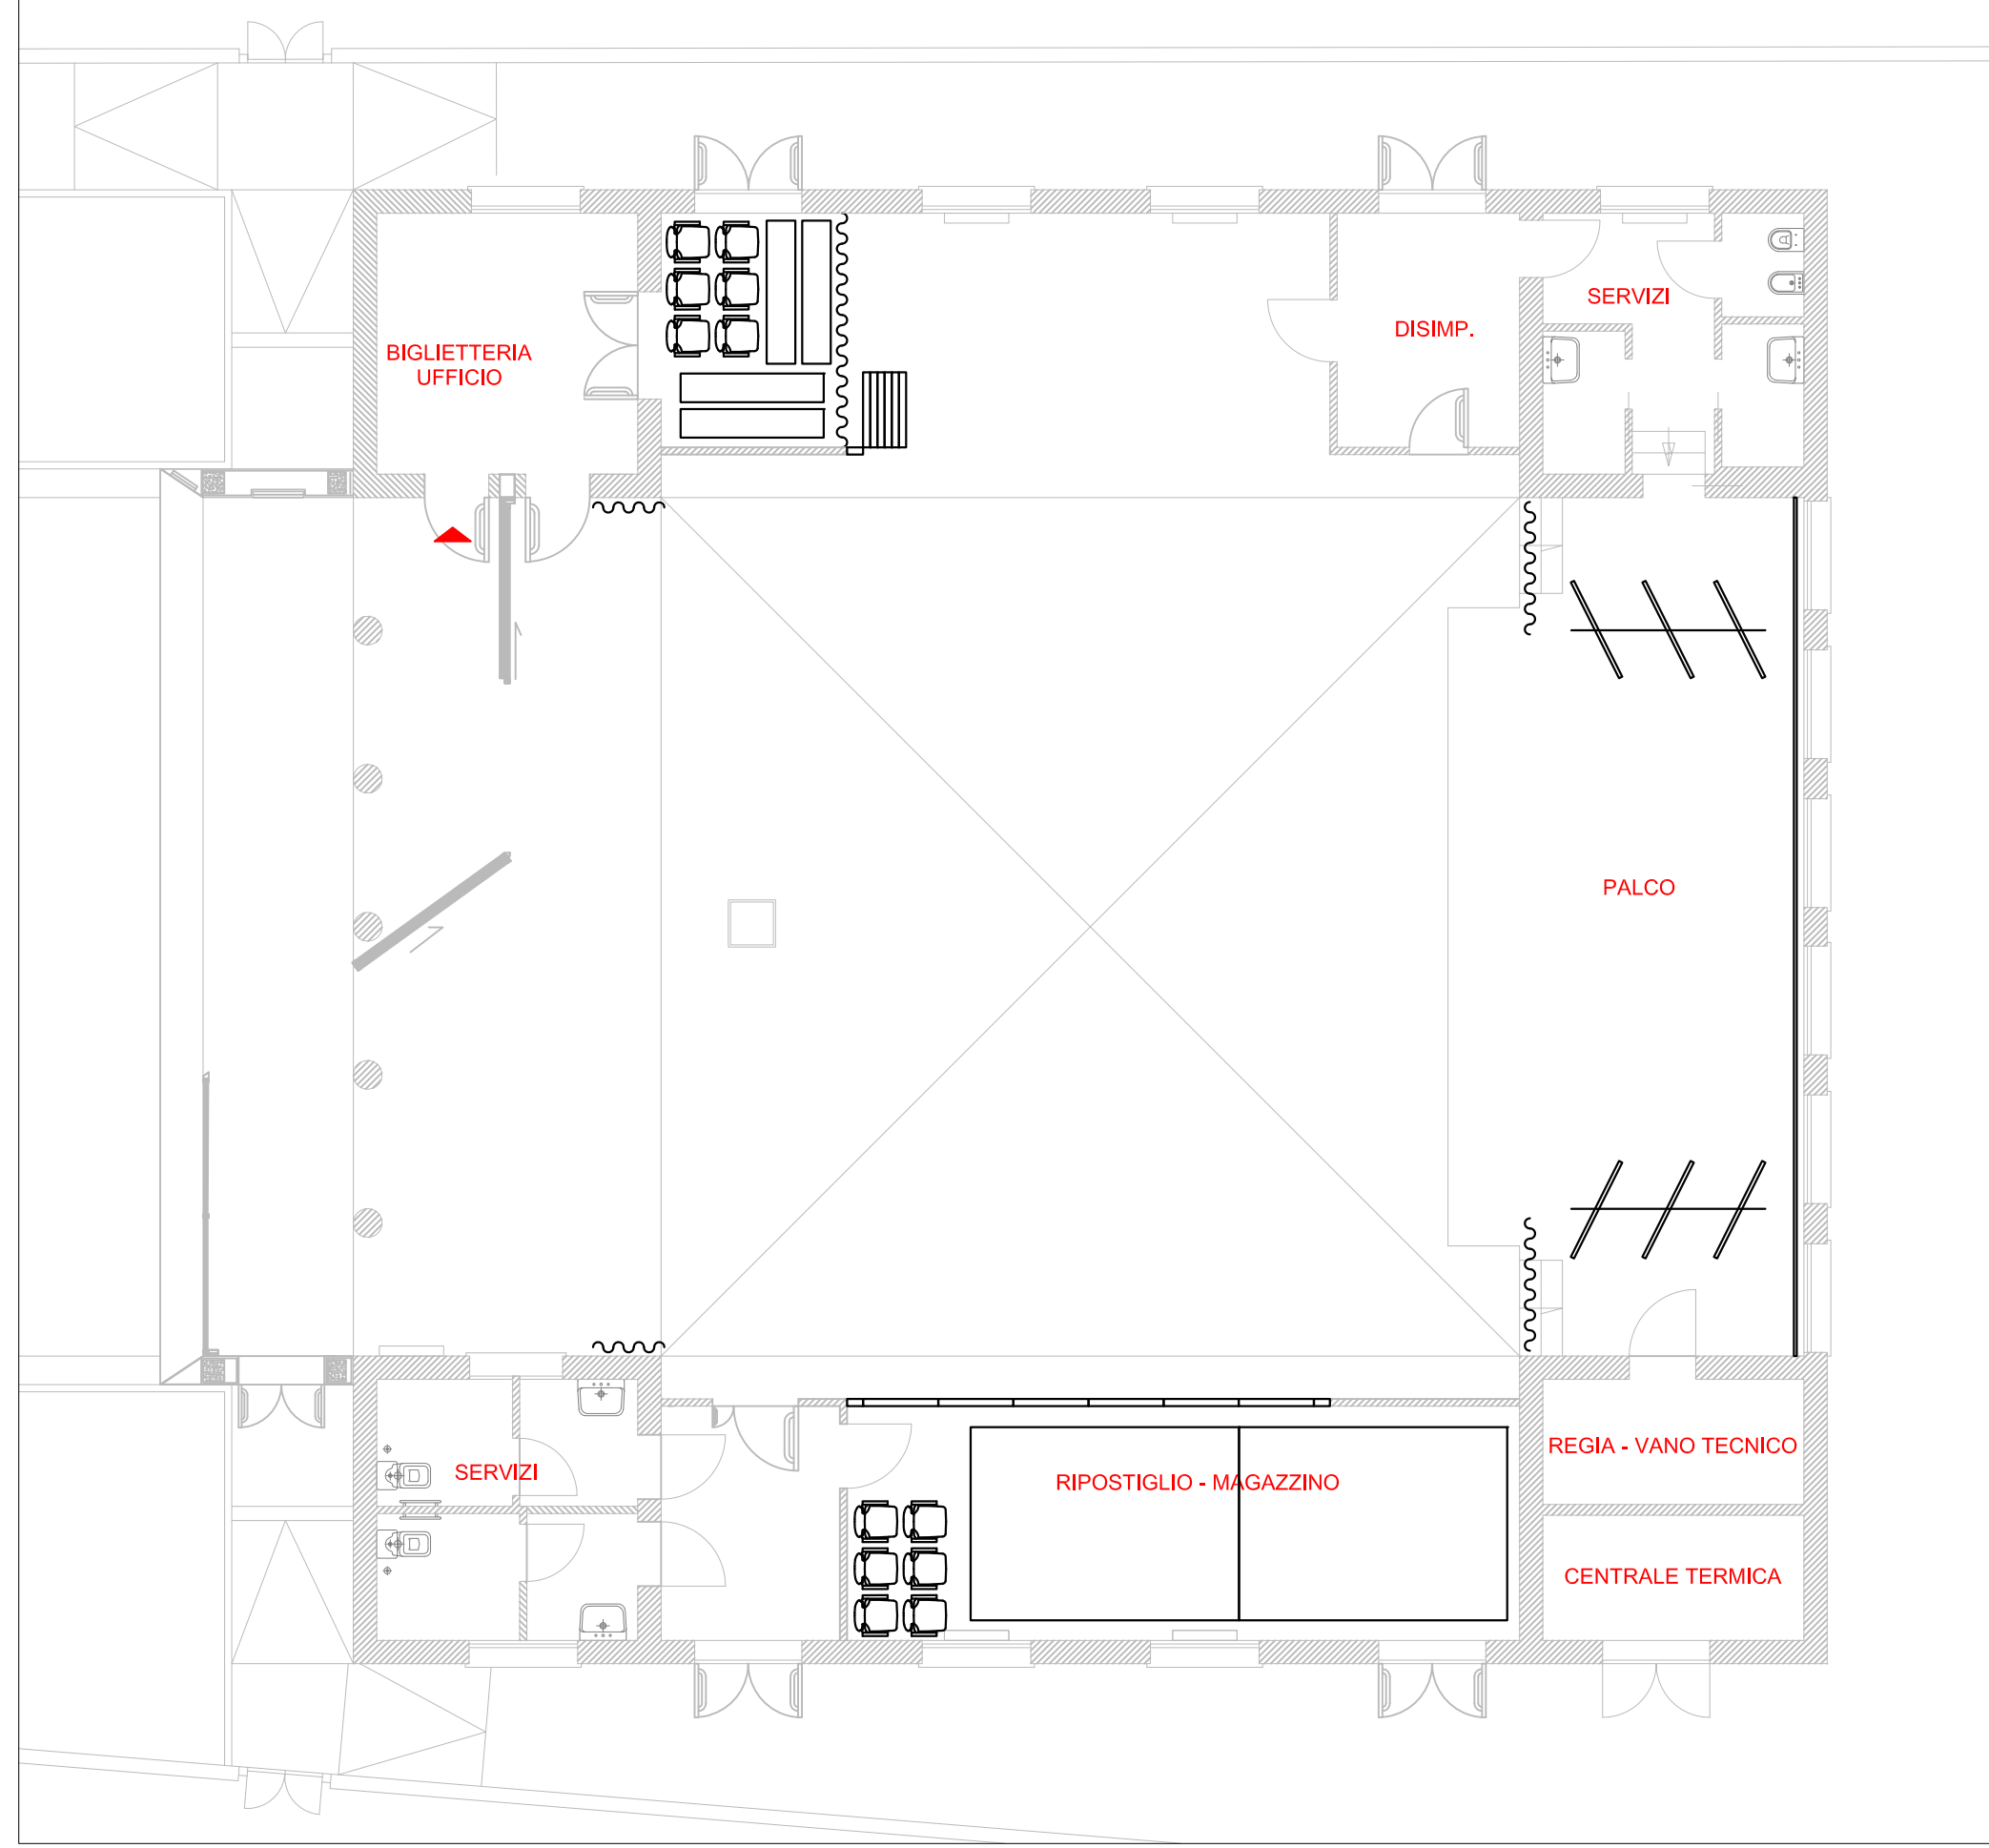 SERVIZI
DISIMP.
BIGLIETTERIA
UFFICIO
PALCO
REGIA - VANO TECNICO
SERVIZI
RIPOSTIGLIO - MAGAZZINO
CENTRALE TERMICA